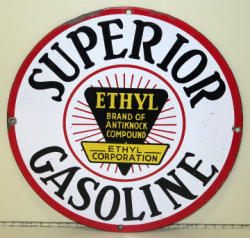 SUPERIOR
ETHYL
BRAND OF
ANTIKNOCK
COMPOUND
ETHYL
CORPORATION
GASOLINE